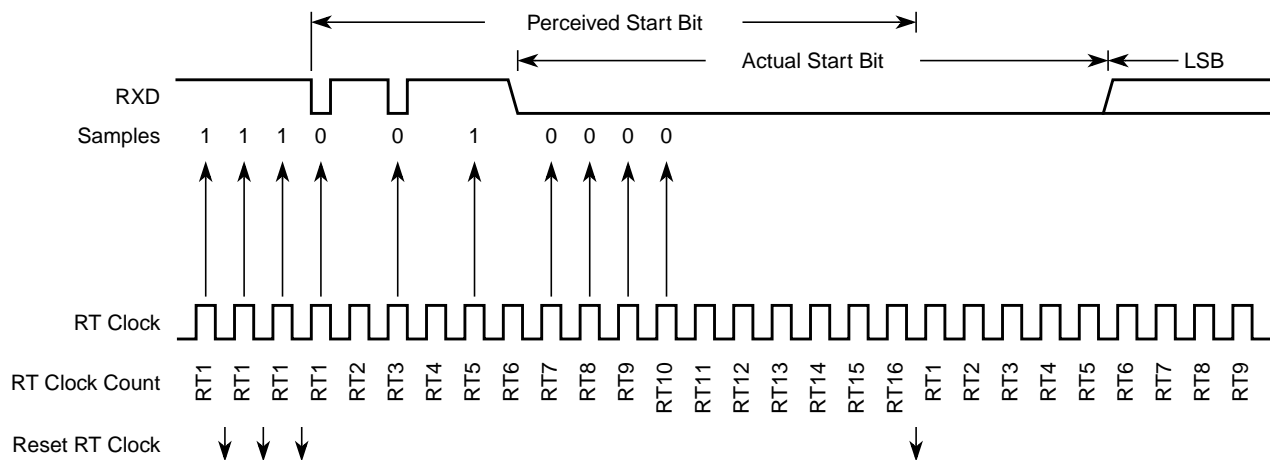 Perceived Start Bit
Actual Start Bit
LSB
RXD
Samples 1 1 1 0 0 1 0 0 0 0
RT Clock
RT Clock Count RT1 RT1 RT1 RT1 RT2 RT3 RT4 RT5 RT6 RT7 RT8 RT9 RT10 RT11 RT12 RT13 RT14 RT15 RT16 RT1 RT2 RT3 RT4 RT5 RT6 RT7 RT8 RT9
Reset RT Clock